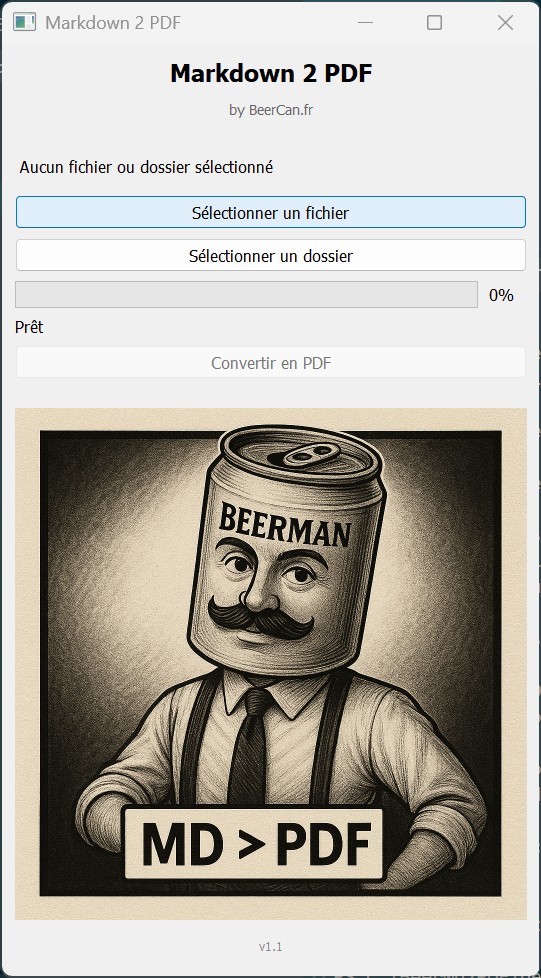 Markdown 2 PDF
Markdown 2 PDF
by BeerCan.fr
Aucun fichier ou dossier sélectionné
Sélectionner un fichier
Sélectionner un dossier
0%
Prêt
Convertir en PDF
BEERMAN
MD > PDF
v1.1